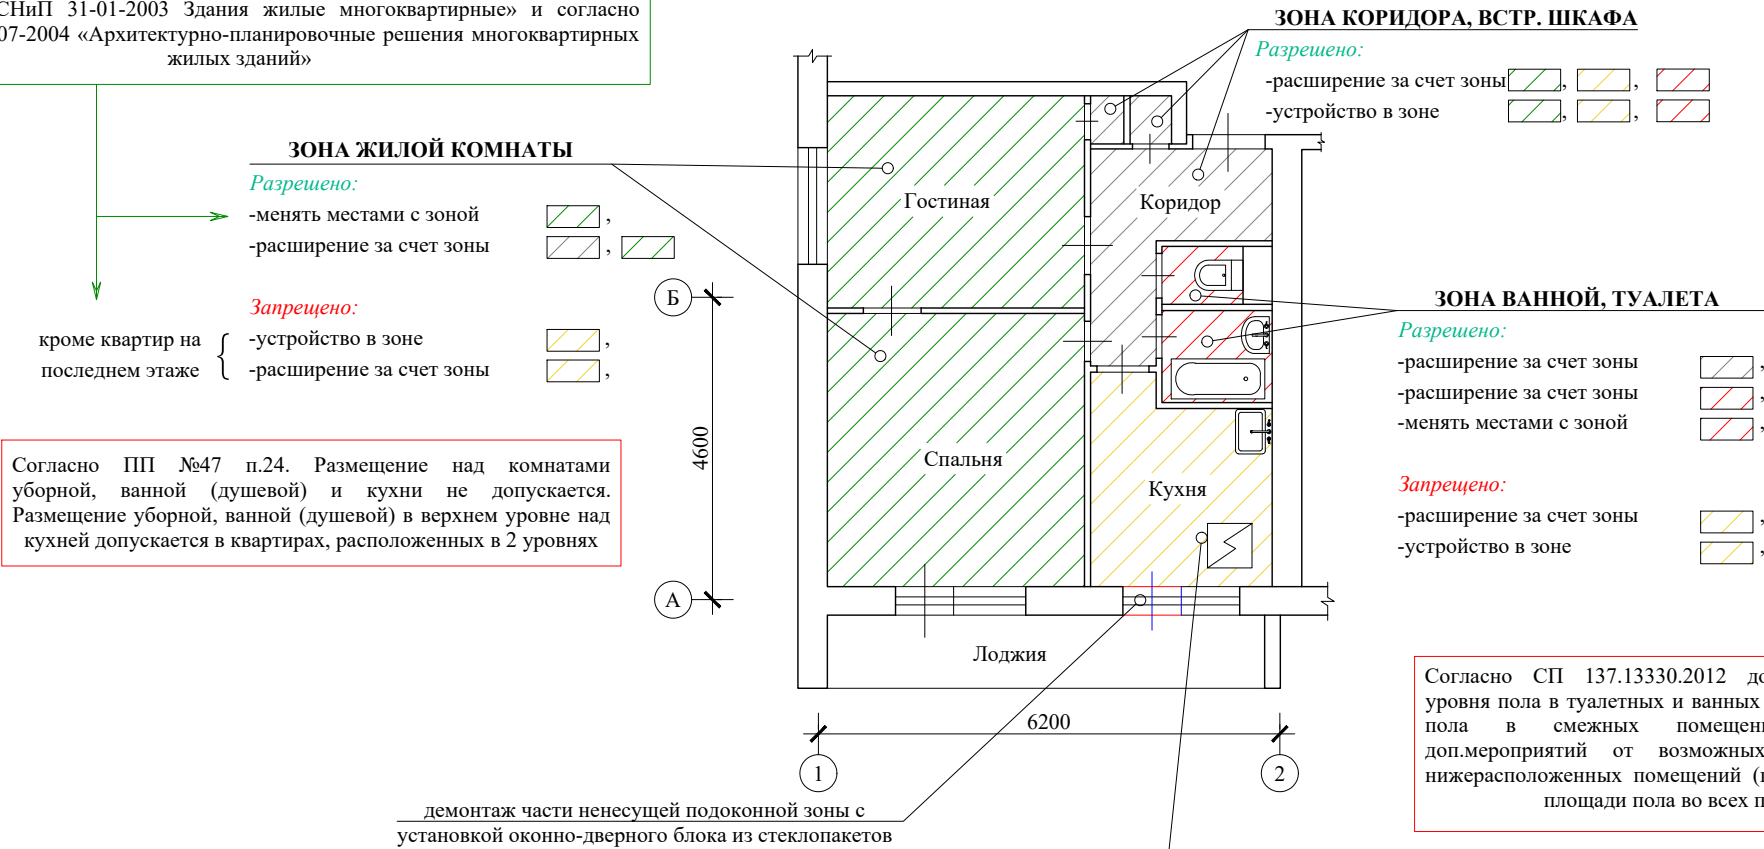 СНиП 31-01-2003 Здания жилые многоквартирные» и согласно
07-2004 «Архитектурно-планировочные решения многоквартирных
жилых зданий»
ЗОНА КОРИДОРА, ВСТР. ШКАФА
Разрешено:
-расширение за счет зоны , ,
-устройство в зоне , ,
ЗОНА ЖИЛОЙ КОМНАТЫ
Разрешено:
-менять местами с зоной ,
-расширение за счет зоны ,
Запрещено:
кроме квартир на
последнем этаже
-устройство в зоне ,
-расширение за счет зоны ,
Согласно ПП №47 п.24. Размещение над комнатами
уборной, ванной (душевой) и кухни не допускается.
Размещение уборной, ванной (душевой) в верхнем уровне над
кухней допускается в квартирах, расположенных в 2 уровнях
Гостиная
Коридор
Спальня
Кухня
Лоджия
Б
А
4600
6200
1
2
ЗОНА ВАННОЙ, ТУАЛЕТА
Разрешено:
-расширение за счет зоны ,
-расширение за счет зоны ,
-менять местами с зоной ,
Запрещено:
-расширение за счет зоны ,
-устройство в зоне ,
Согласно СП 137.13330.2012
уровня пола в туалетных и ванных
пола в смежных
доп.мероприятий от возможных
нижерасположенных помещений
площади пола во всех
демонтаж части ненесущей подоконной зоны с
установкой оконно-дверного блока из стеклопакетов